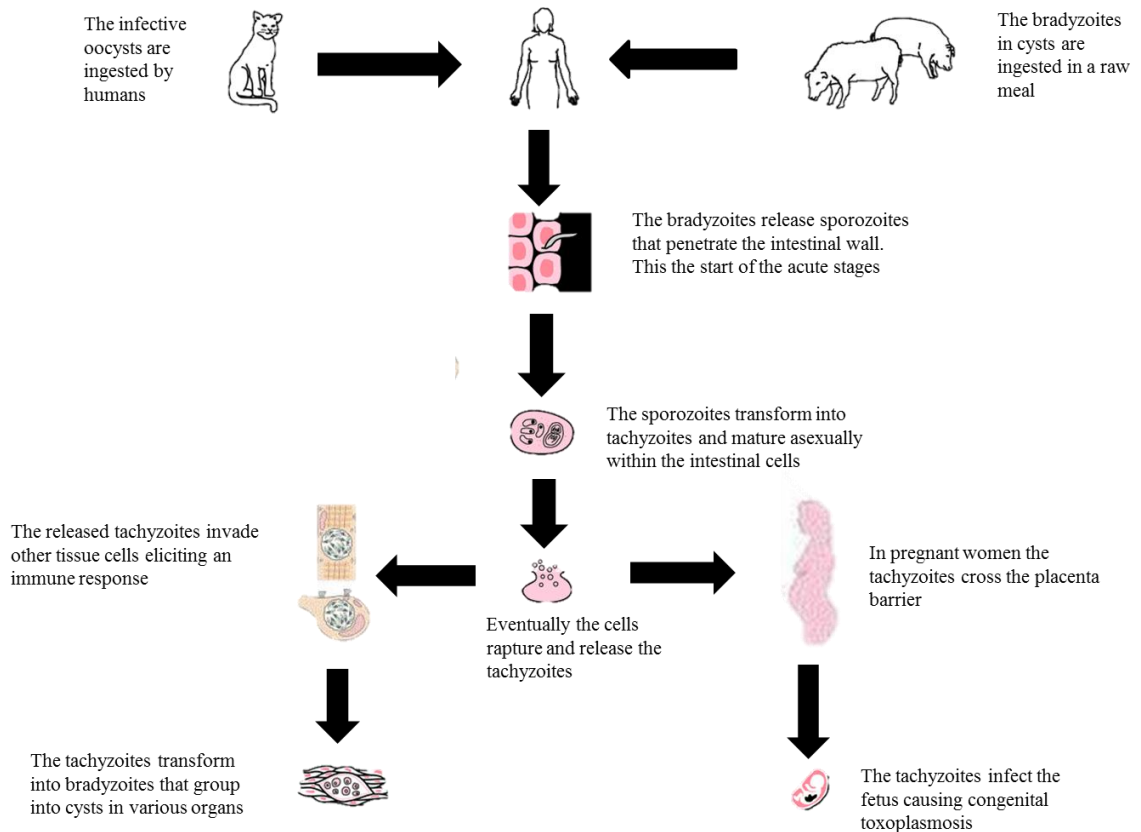 The infective
oocysts are
ingested by
humans
The bradyzoites
in cysts are
ingested in a raw
meal
The bradyzoites release sporozoites
that penetrate the intestinal wall.
This the start of the acute stages
The sporozoites transform into
tachyzoites and mature asexually
within the intestinal cells
The released tachyzoites invade
other tissue cells eliciting an
immune response
Eventually the cells
rapture and release the
tachyzoites
In pregnant women the
tachyzoites cross the placenta
barrier
The tachyzoites transform
into bradyzoites that group
into cysts in various organs
The tachyzoites infect the
fetus causing congenital
toxoplasmosis